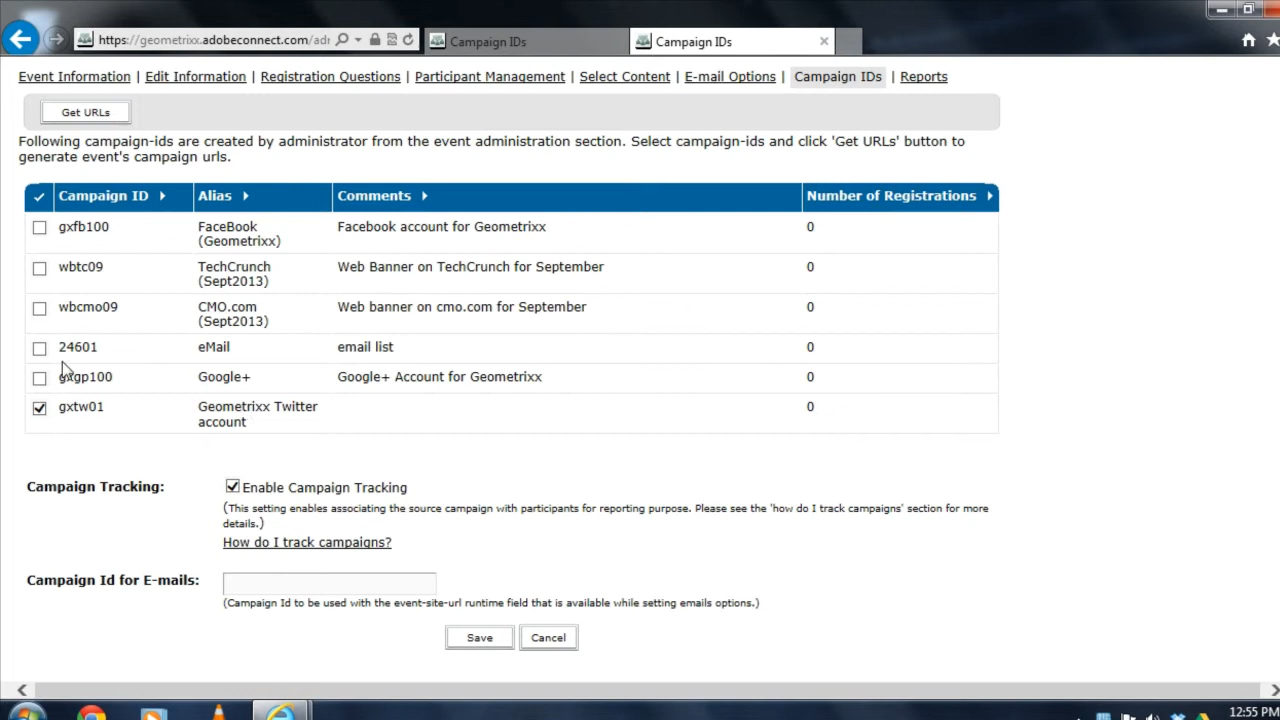 https://geometrixx.adobeconnect.com/adr
Campaign IDs
Campaign IDs
Event Information | Edit Information | Registration Questions | Participant Management | Select Content | E-mail Options | Campaign IDs | Reports
Get URLs
Following campaign-ids are created by administrator from the event administration section. Select campaign-ids and click 'Get URLs' button to
generate event's campaign urls.
Campaign ID Alias Comments Number of Registrations
gxfb100 FaceBook Facebook account for Geometrixx 0
(Geometrixx)
wbtc09 TechCrunch Web Banner on TechCrunch for September 0
(Sept2013)
wbcmo09 CMO.com Web banner on cmo.com for September 0
(Sept2013)
24601 eMail email list 0
gxgp100 Google+ Google+ Account for Geometrixx 0
gxtw01 Geometrixx Twitter 0
account
Campaign Tracking: Enable Campaign Tracking
(This setting enables associating the source campaign with participants for reporting purpose. Please see the 'how do I track campaigns' section for more
details.)
How do I track campaigns?
Campaign Id for E-mails:
(Campaign Id to be used with the event-site-url runtime field that is available while setting emails options.)
Save Cancel
12:55 PM